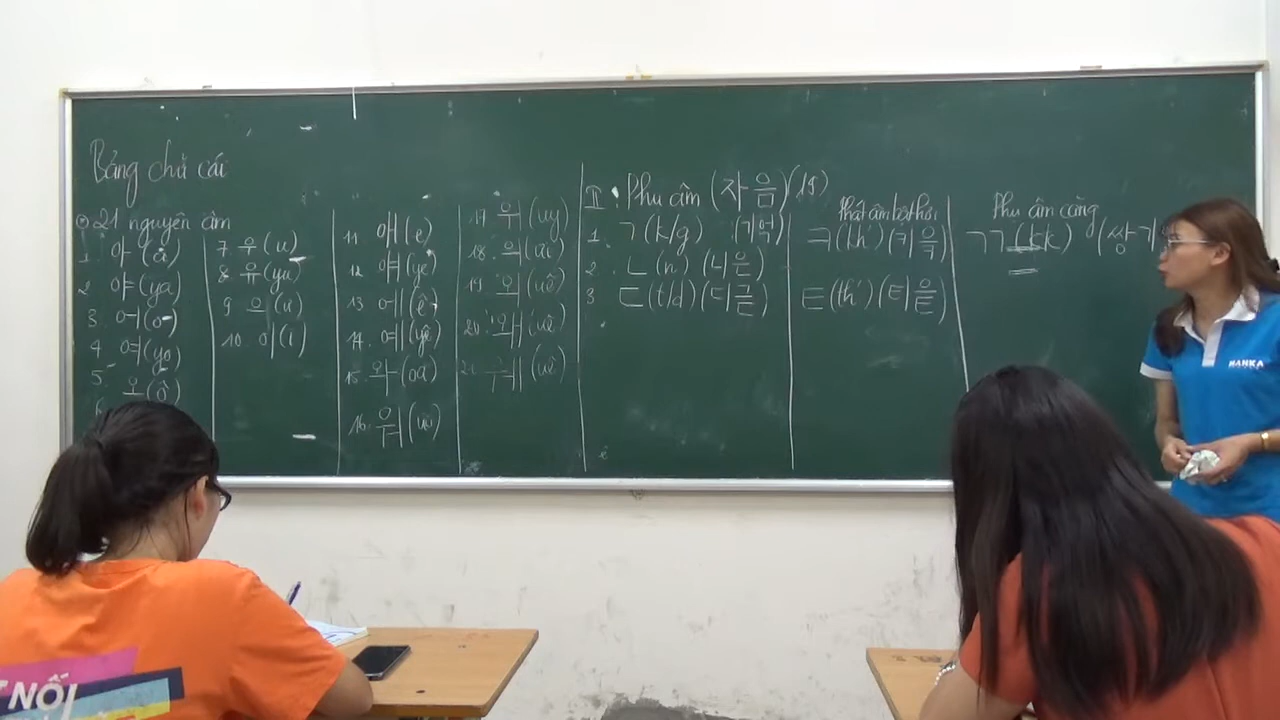 Bảng chữ cái
21 nguyên âm
1. 아 (a)
2. 야 (ya)
3. 어 (o)
4. 여 (yo)
5. 오 (ô)
7. 우 (u)
8. 유 (yu)
9. 으 (ư)
10. 이 (i)
11. 애 (e)
12. 얘 (ye)
13. 에 (ê)
14. 예 (yê)
15. 와 (oa)
16. 워
17. 위 (uy)
18. 의 (ưi)
19. 외 (uê)
20. 왜 (uê)
21. 웨 (uê)
II. Phụ âm (자음) (19)
1. ㄱ (k/g) (기역)
2. ㄴ (n) (니은)
3 ㄷ (t/d) (디귿)
Phát âm bật hơi
ㅋ (kh') (키읔)
ㅌ (th') (티읕)
Phụ âm căng
ㄱㄱ (kk) (쌍기
HANKA
NỐI